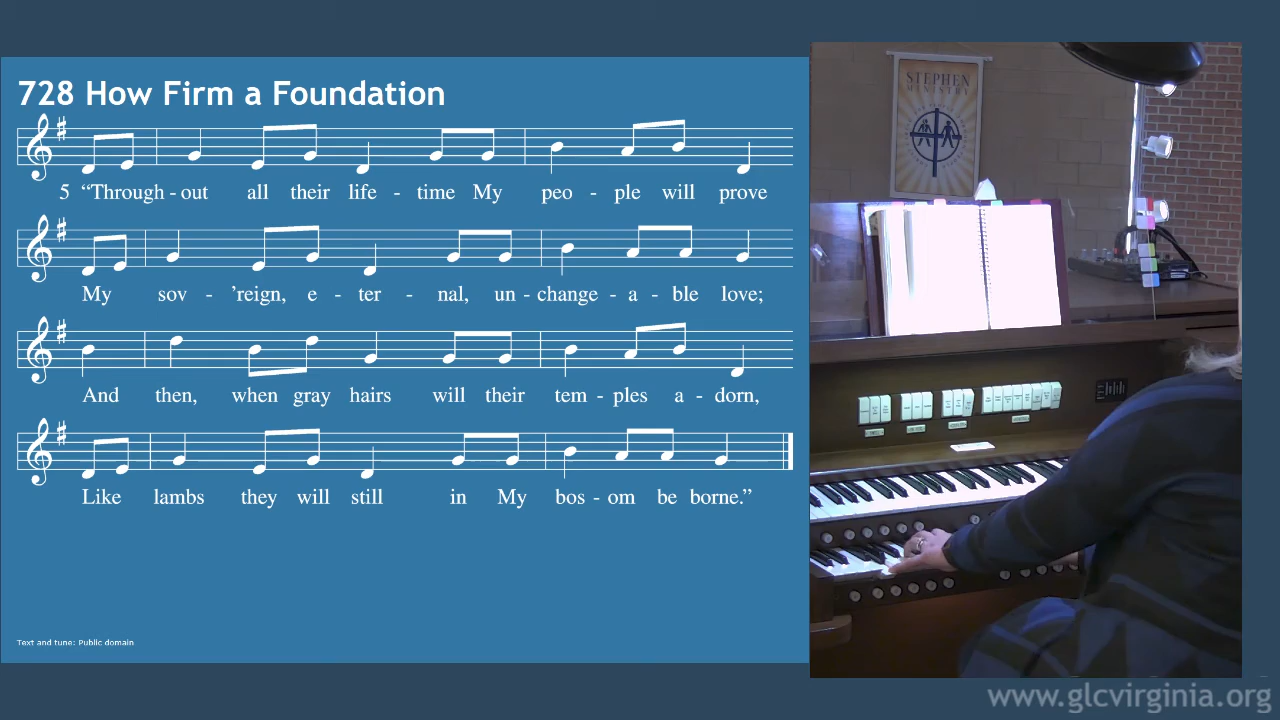 728 How Firm a Foundation
5 “Through - out all their life - time My peo - ple will prove
My sov - ’reign, e - ter - nal, un - change - a - ble love;
And then, when gray hairs will their tem - ples a - dorn,
Like lambs they will still in My bos - om be borne.”
Text and tune: Public domain
STEPHEN
MINISTRY
www.glcvirginia.org